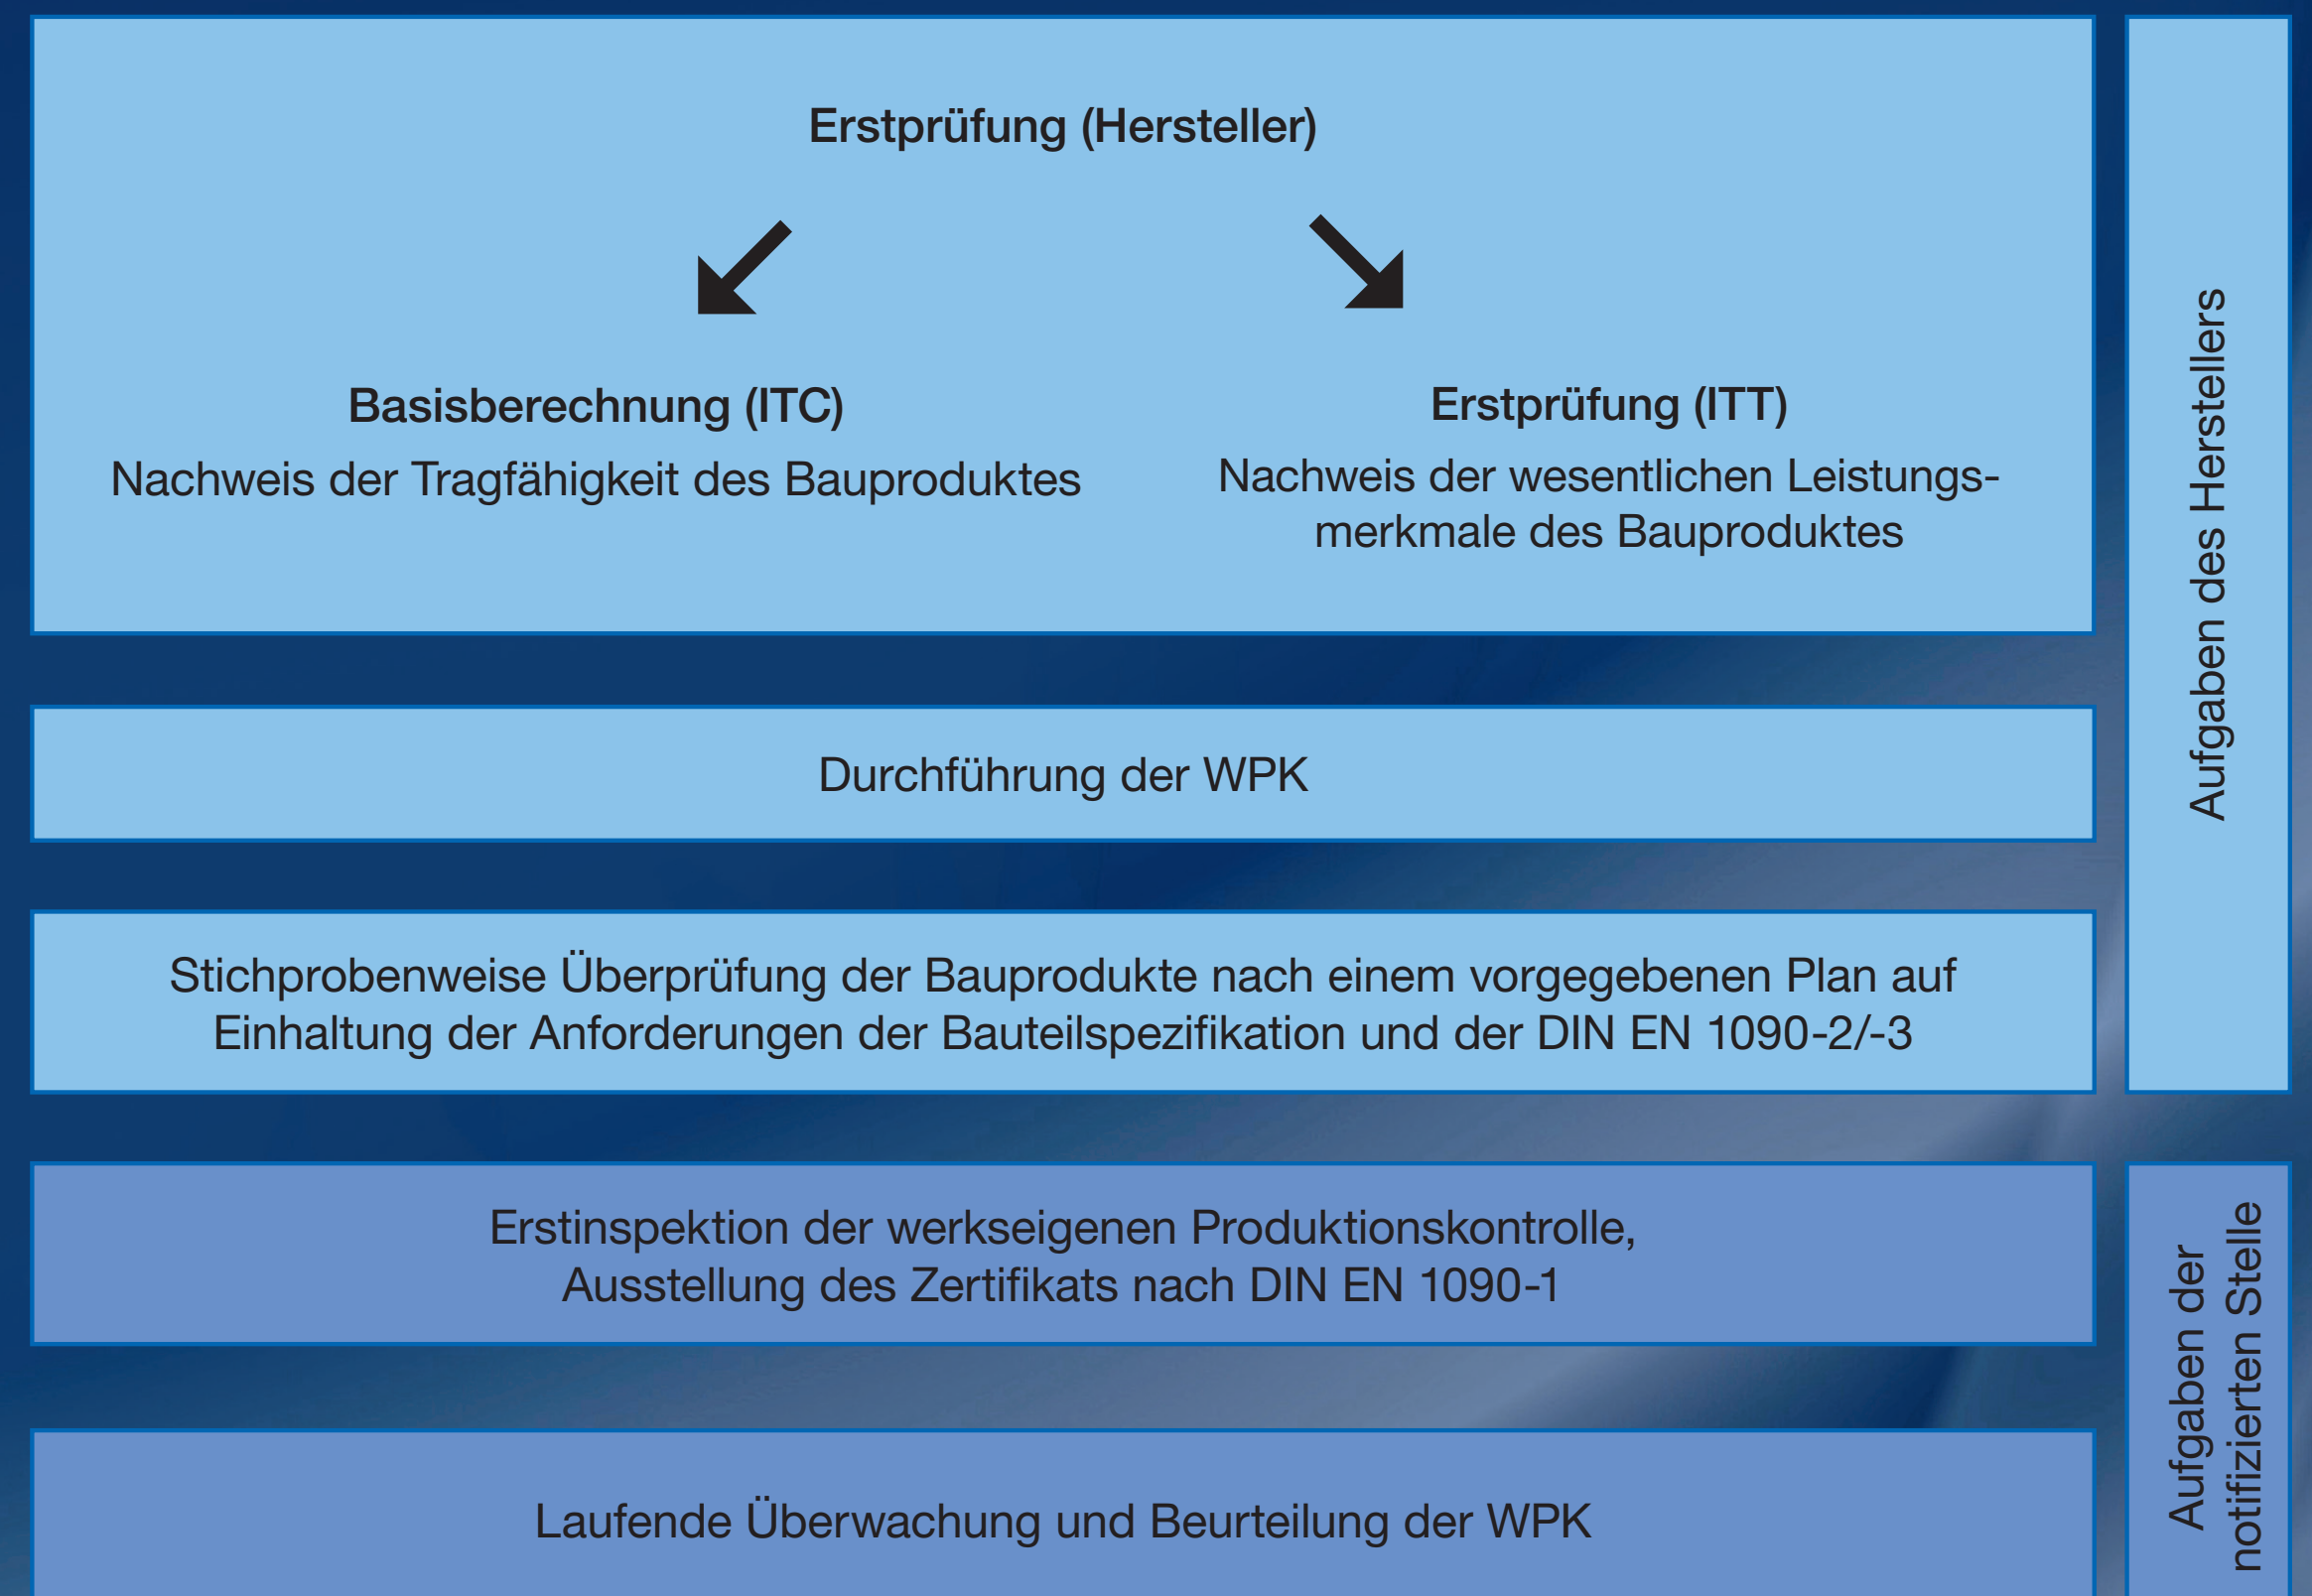 Erstprüfung (Hersteller)
Basisberechnung (ITC)
Nachweis der Tragfähigkeit des Bauproduktes
Erstprüfung (ITT)
Nachweis der wesentlichen Leistungs-
merkmale des Bauproduktes
Durchführung der WPK
Stichprobenweise Überprüfung der Bauprodukte nach einem vorgegebenen Plan auf
Einhaltung der Anforderungen der Bauteilspezifikation und der DIN EN 1090-2/-3
Aufgaben des Herstellers
Erstinspektion der werkseigenen Produktionskontrolle,
Ausstellung des Zertifikats nach DIN EN 1090-1
Laufende Überwachung und Beurteilung der WPK
Aufgaben der
notifizierten Stelle